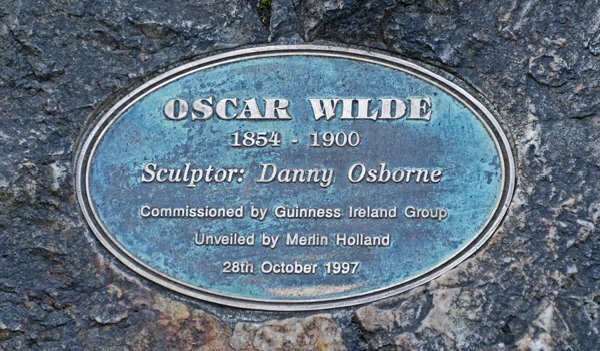 OSCAR WILDE
1854 - 1900
Sculptor: Danny Osborne
Commissioned by Guinness Ireland Group
Unveiled by Merlin Holland
28th October 1997